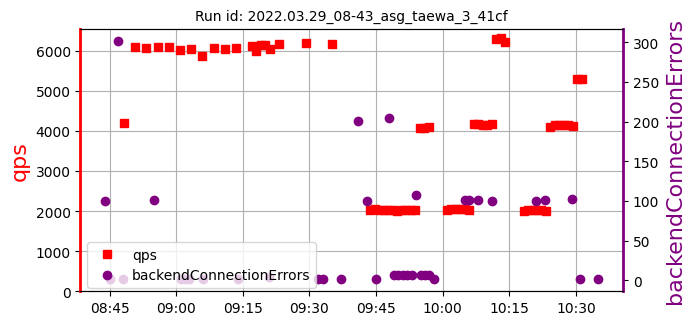 Run id: 2022.03.29_08-43_asg_taewa_3_41cf
qps
6000
5000
4000
3000
2000
1000
0
backendConnectionErrors
300
250
200
150
100
50
0
qps
backendConnectionErrors
08:45 09:00 09:15 09:30 09:45 10:00 10:15 10:30